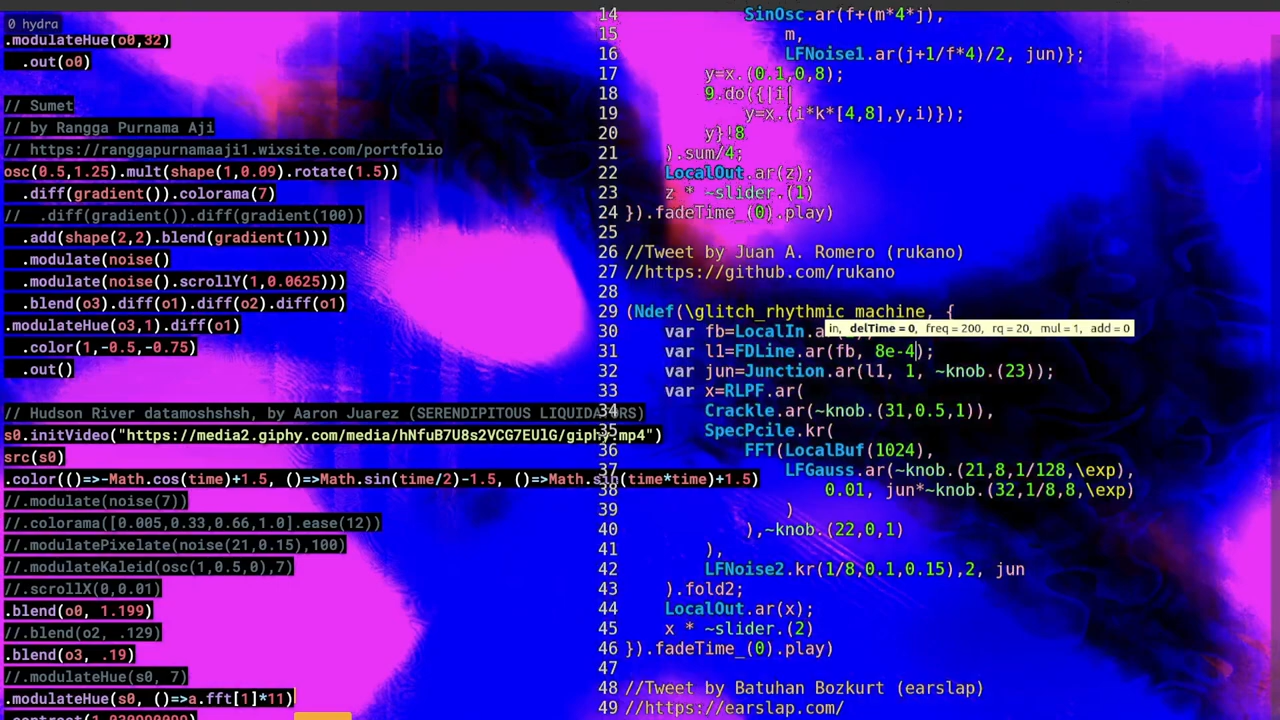 0 hydra
.modulateHue(o0,32)
.out(o0)
// Sumet
// by Rangga Purnama Aji
// https://ranggapurnamaaji1.wixsite.com/portfolio
osc(0.5,1.25).mult(shape(1,0.09).rotate(1.5))
.diff(gradient()).colorama(7)
//  .diff(gradient()).diff(gradient(100))
.add(shape(2,2).blend(gradient(1)))
.modulate(noise()
.modulate(noise().scrollY(1,0.0625)))
.blend(o3).diff(o1).diff(o2).diff(o1)
.modulateHue(o3,1).diff(o1)
.color(1,-0.5,-0.75)
.out()
// Hudson River datamoshshsh, by Aaron Juarez (SERENDIPITOUS LIQUIDATORS)
s0.initVideo("https://media2.giphy.com/media/hNfuB7U8s2VCG7EUlG/giphy.mp4")
src(s0)
.color(()=>-Math.cos(time)+1.5, ()=>Math.sin(time/2)-1.5, ()=>Math.sin(time*time)+1.5)
//.modulate(noise(7))
//.colorama([0.005,0.33,0.66,1.0].ease(12))
//.modulatePixelate(noise(21,0.15),100)
//.modulateKaleid(osc(1,0.5,0),7)
//.scrollX(0,0.01)
.blend(o0, 1.199)
//.blend(o2, .129)
.blend(o3, .19)
//.modulateHue(s0, 7)
.modulateHue(s0, ()=>a.fft[1]*11)
14 SinOsc.ar(f+(m*4*j),
15 m,
16 LFNoise1.ar(j+1/f*4)/2, jun)};
17 y=x.(0.1,0,8);
18 9.do({|i|
19 y=x.(i*k*[4,8],y,i)});
20 y}!8
21 ).sum/4;
22 LocalOut.ar(z);
23 z * ~slider.(1)
24 }).fadeTime_(0).play)
25
26 //Tweet by Juan A. Romero (rukano)
27 //https://github.com/rukano
28
29 (Ndef(\glitch_rhythmic_machine, {
in, delTime = 0, freq = 200, rq = 20, mul = 1, add = 0
30 var fb=LocalIn.a
31 var l1=FDLine.ar(fb, 8e-4);
32 var jun=Junction.ar(l1, 1, ~knob.(23));
33 var x=RLPF.ar(
34 Crackle.ar(~knob.(31,0.5,1)),
35 SpecPcile.kr(
36 FFT(LocalBuf(1024),
37 LFGauss.ar(~knob.(21,8,1/128,\exp),
38 0.01, jun*~knob.(32,1/8,8,\exp)
39 )
40 ),~knob.(22,0,1)
41 ),
42 LFNoise2.kr(1/8,0.1,0.15),2, jun
43 ).fold2;
44 LocalOut.ar(x);
45 x * ~slider.(2)
46 }).fadeTime_(0).play)
47
48 //Tweet by Batuhan Bozkurt (earslap)
49 //https://earslap.com/